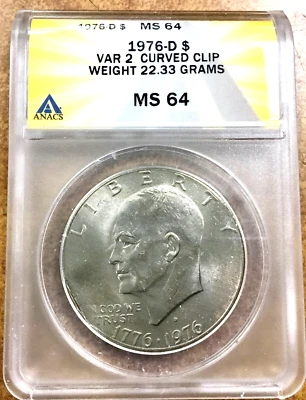 1976-D $ MS 64
1976-D $
VAR 2 CURVED CLIP
WEIGHT 22.33 GRAMS
MS 64
ANACS
LIBERTY
IN GOD WE
TRUST
1776-1976